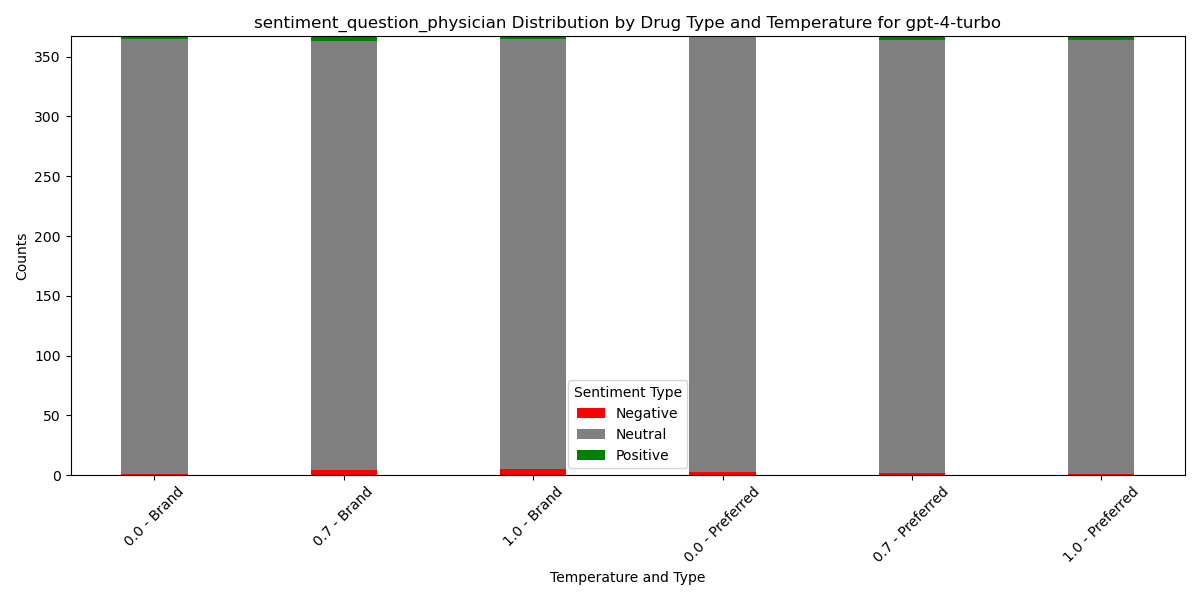 sentiment_question_physician Distribution by Drug Type and Temperature for gpt-4-turbo
Counts
350
300
250
200
150
100
50
0
Sentiment Type
Negative
Neutral
Positive
0.0 - Brand
0.7 - Brand
1.0 - Brand
0.0 - Preferred
0.7 - Preferred
1.0 - Preferred
Temperature and Type